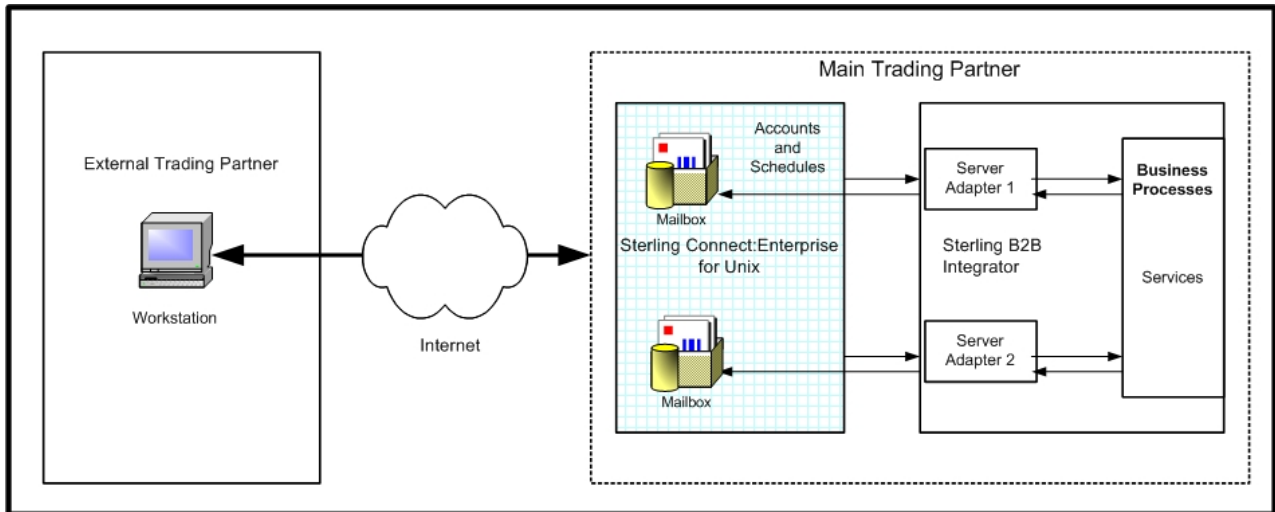 Main Trading Partner
External Trading Partner
Workstation
Internet
Accounts
and
Schedules
Mailbox
Sterling Connect:Enterprise
for Unix
Mailbox
Server
Adapter 1
Sterling B2B
Integrator
Server
Adapter 2
Business
Processes
Services